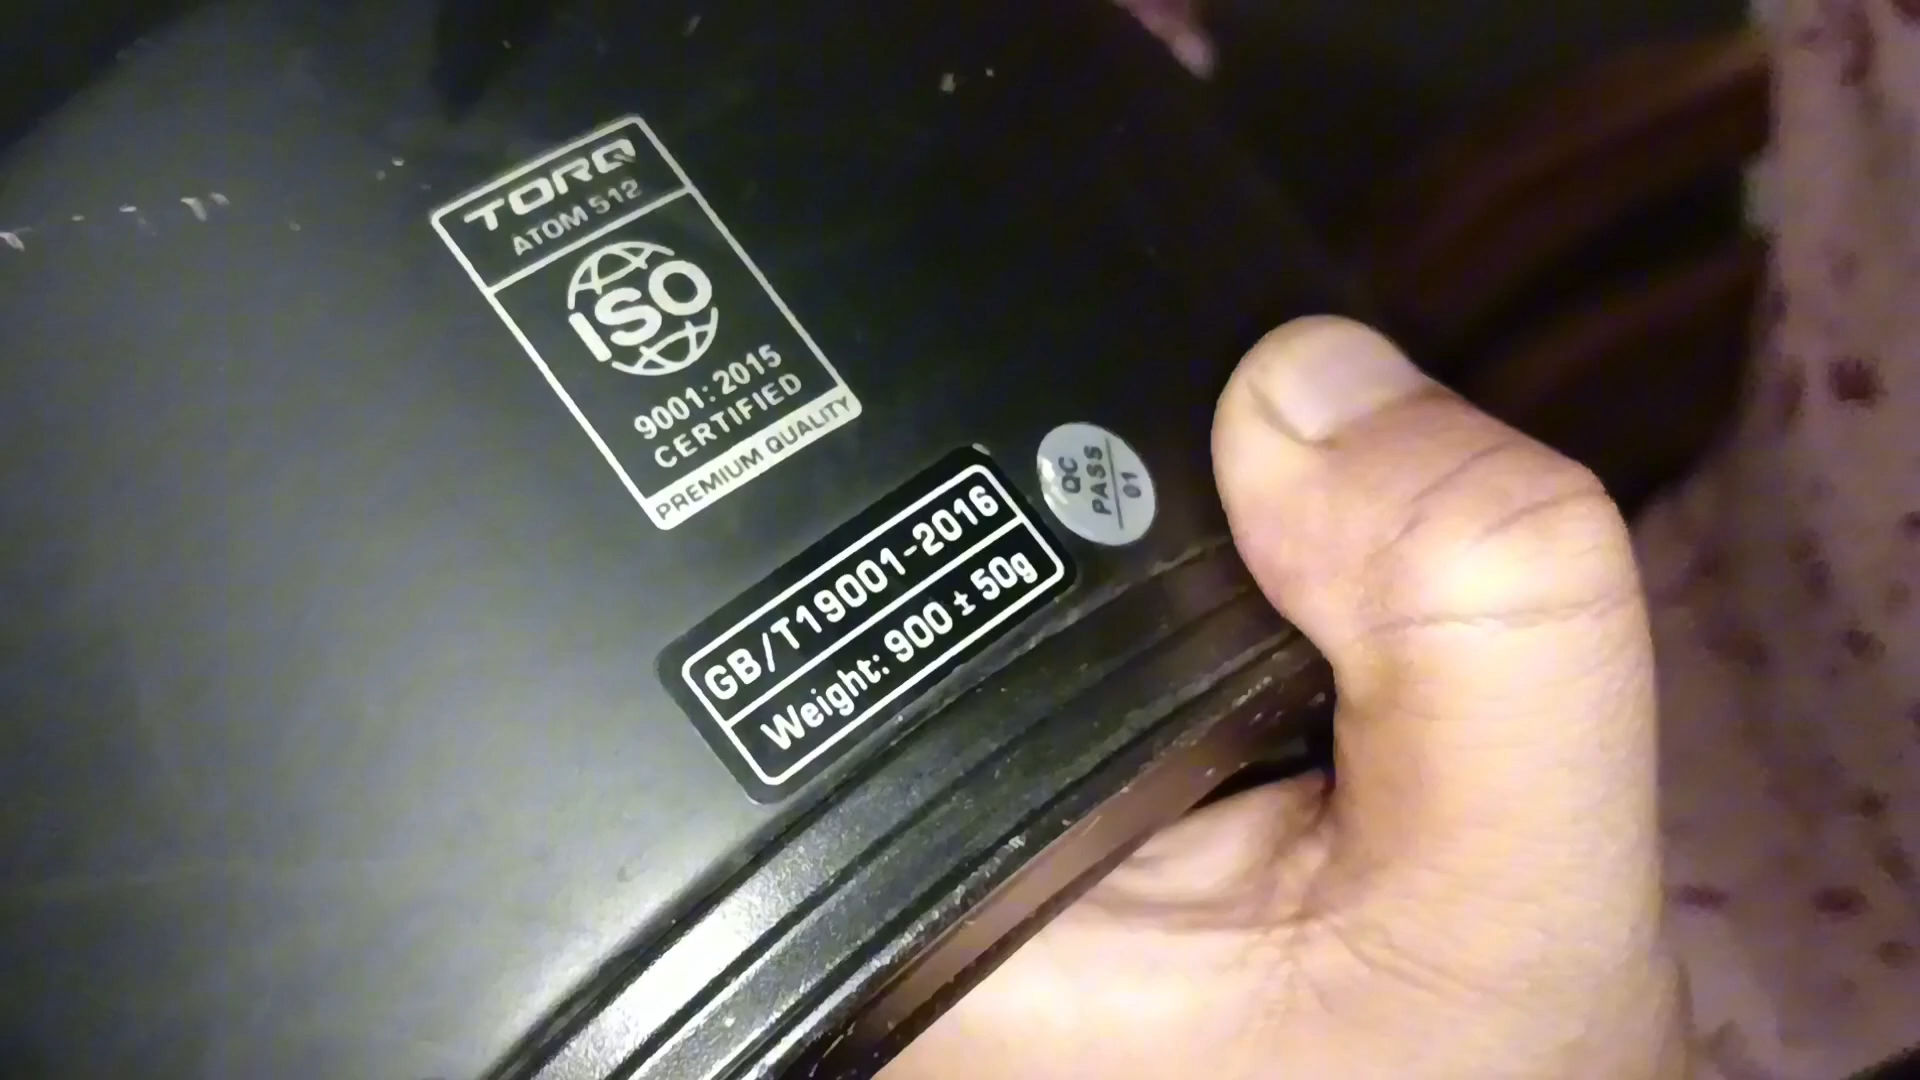 TORQ
ATOM 512
ISO
9001: 2015
CERTIFIED
PREMIUM QUALITY
GB/T19001-2016
Weight: 900 ± 50g
QC
PASS
01